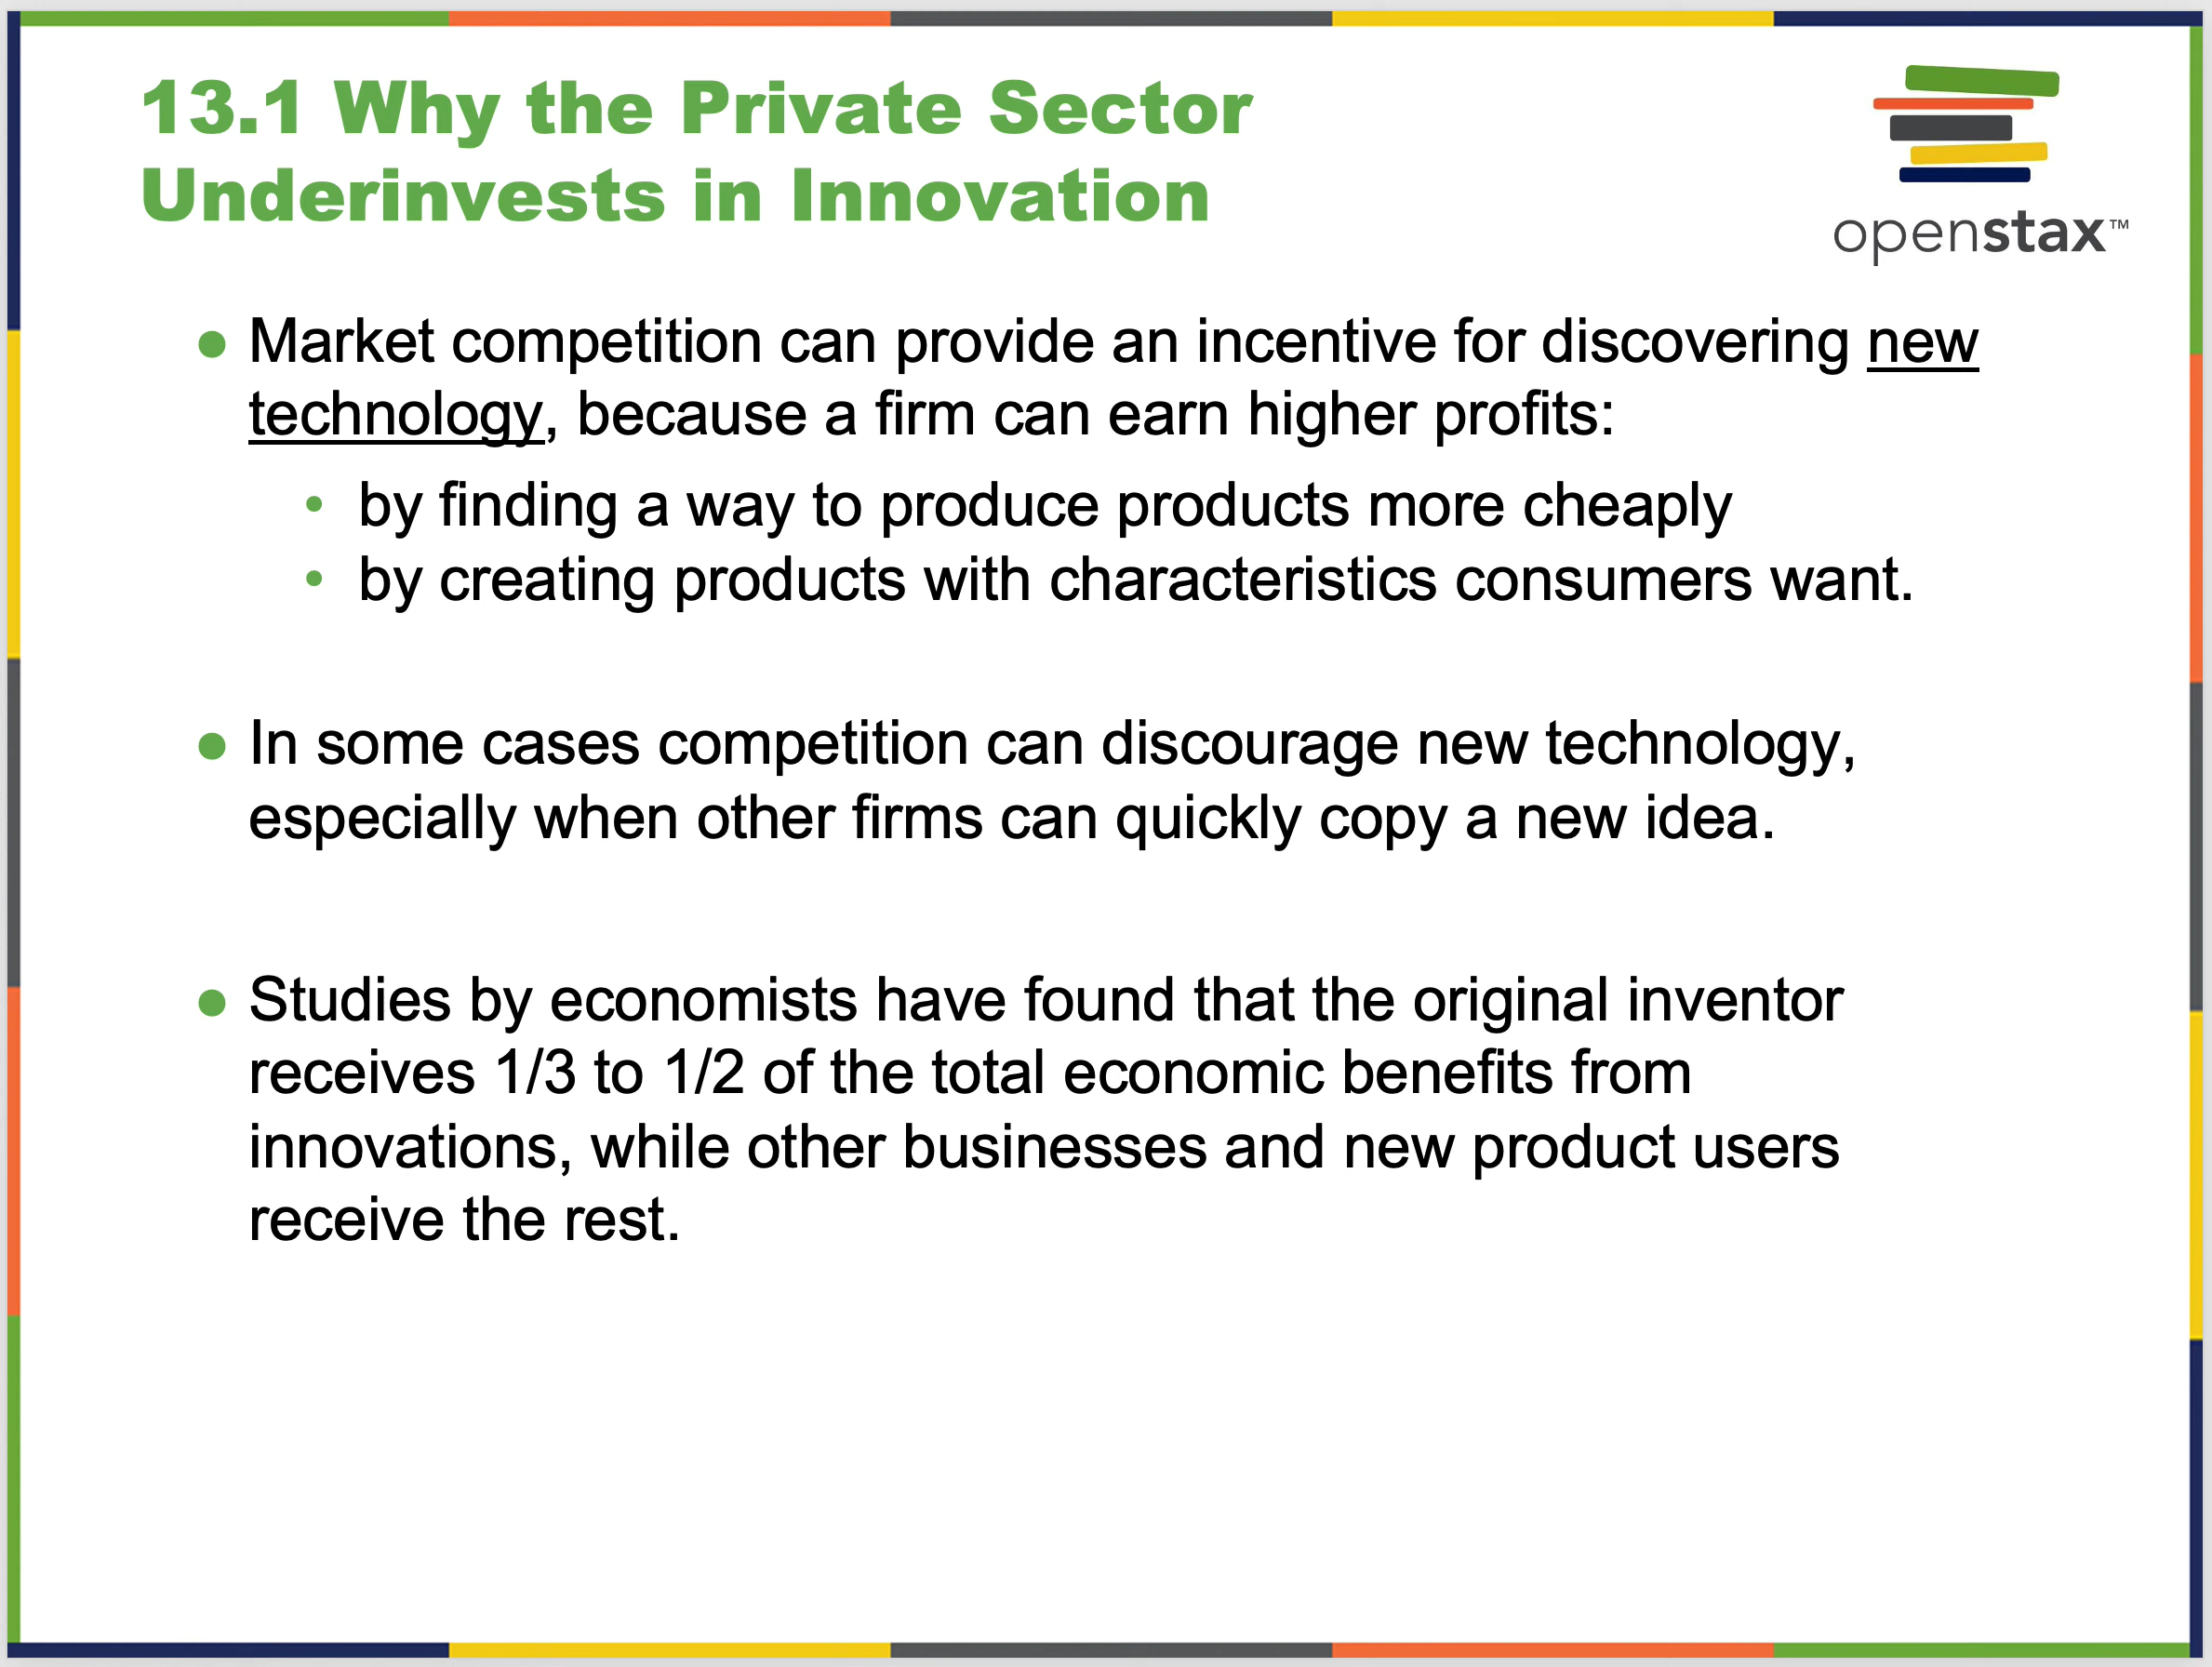 13.1 Why the Private Sector
Underinvests in Innovation
openstax™
● Market competition can provide an incentive for discovering new
technology, because a firm can earn higher profits:
• by finding a way to produce products more cheaply
• by creating products with characteristics consumers want.
● In some cases competition can discourage new technology,
especially when other firms can quickly copy a new idea.
● Studies by economists have found that the original inventor
receives 1/3 to 1/2 of the total economic benefits from
innovations, while other businesses and new product users
receive the rest.